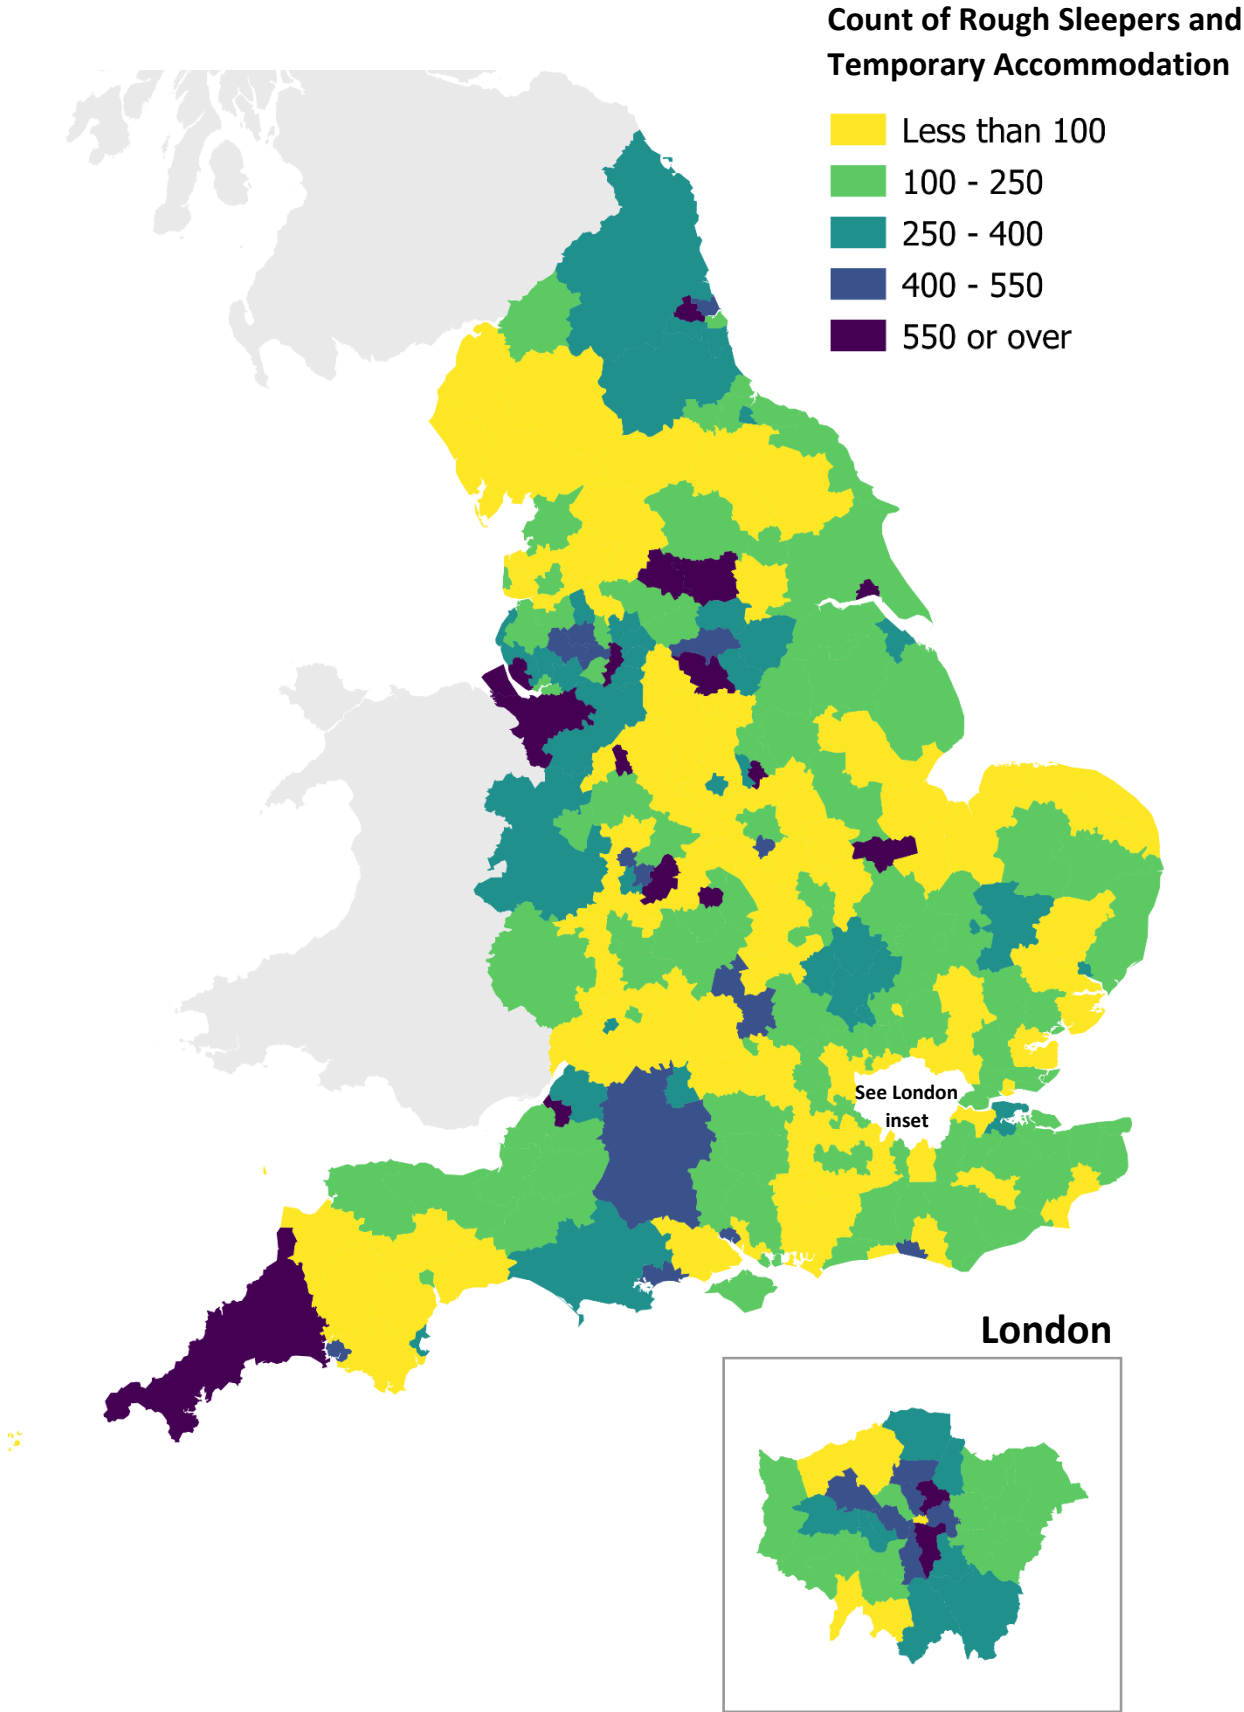 Count of Rough Sleepers and
Temporary Accommodation
Less than 100
100 - 250
250 - 400
400 - 550
550 or over
See London
inset
London